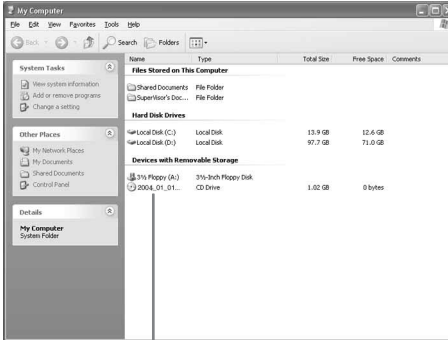 My Computer
File Edit View Favorites Tools Help
Back Search Folders
System Tasks
View system information
Add or remove programs
Change a setting
Other Places
My Network Places
My Documents
Shared Documents
Control Panel
Details
My Computer
System Folder
Name Type Total Size Free Space Comments
Files Stored on This Computer
Shared Documents File Folder
SuperVisor's Doc... File Folder
Hard Disk Drives
Local Disk (C:) Local Disk 13.9 GB 12.6 GB
Local Disk (D:) Local Disk 97.7 GB 71.0 GB
Devices with Removable Storage
3½ Floppy (A:) 3½-Inch Floppy Disk
2004_01_01... CD Drive 1.02 GB 0 bytes